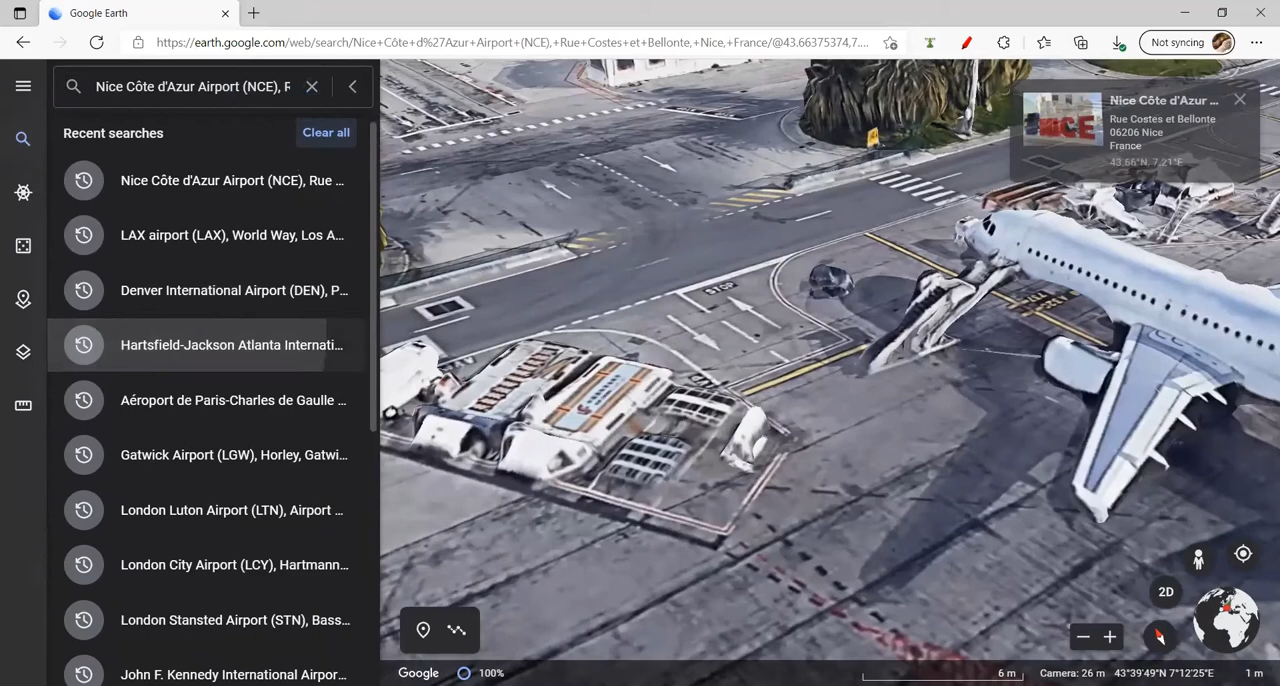 Google Earth
https://earth.google.com/web/search/Nice+Côte+d%27Azur+Airport+(NCE),+Rue+Costes+et+Bellonte,+Nice,+France/@43.66375374,7....
Not syncing
Nice Côte d'Azur Airport (NCE), R
Recent searches
Clear all
Nice Côte d'Azur Airport (NCE), Rue ...
LAX airport (LAX), World Way, Los A...
Denver International Airport (DEN), P...
Hartsfield-Jackson Atlanta Internati...
Aéroport de Paris-Charles de Gaulle ...
Gatwick Airport (LGW), Horley, Gatwi...
London Luton Airport (LTN), Airport ...
London City Airport (LCY), Hartmann...
London Stansted Airport (STN), Bass...
John F. Kennedy International Airpor...
Nice Côte d'Azur ...
Rue Costes et Bellonte
06206 Nice
France
43.66°N, 7.21°E
NICE
STOP
2D
Google
100%
6 m
Camera: 26 m
43°39'49"N 7°12'25"E
1 m